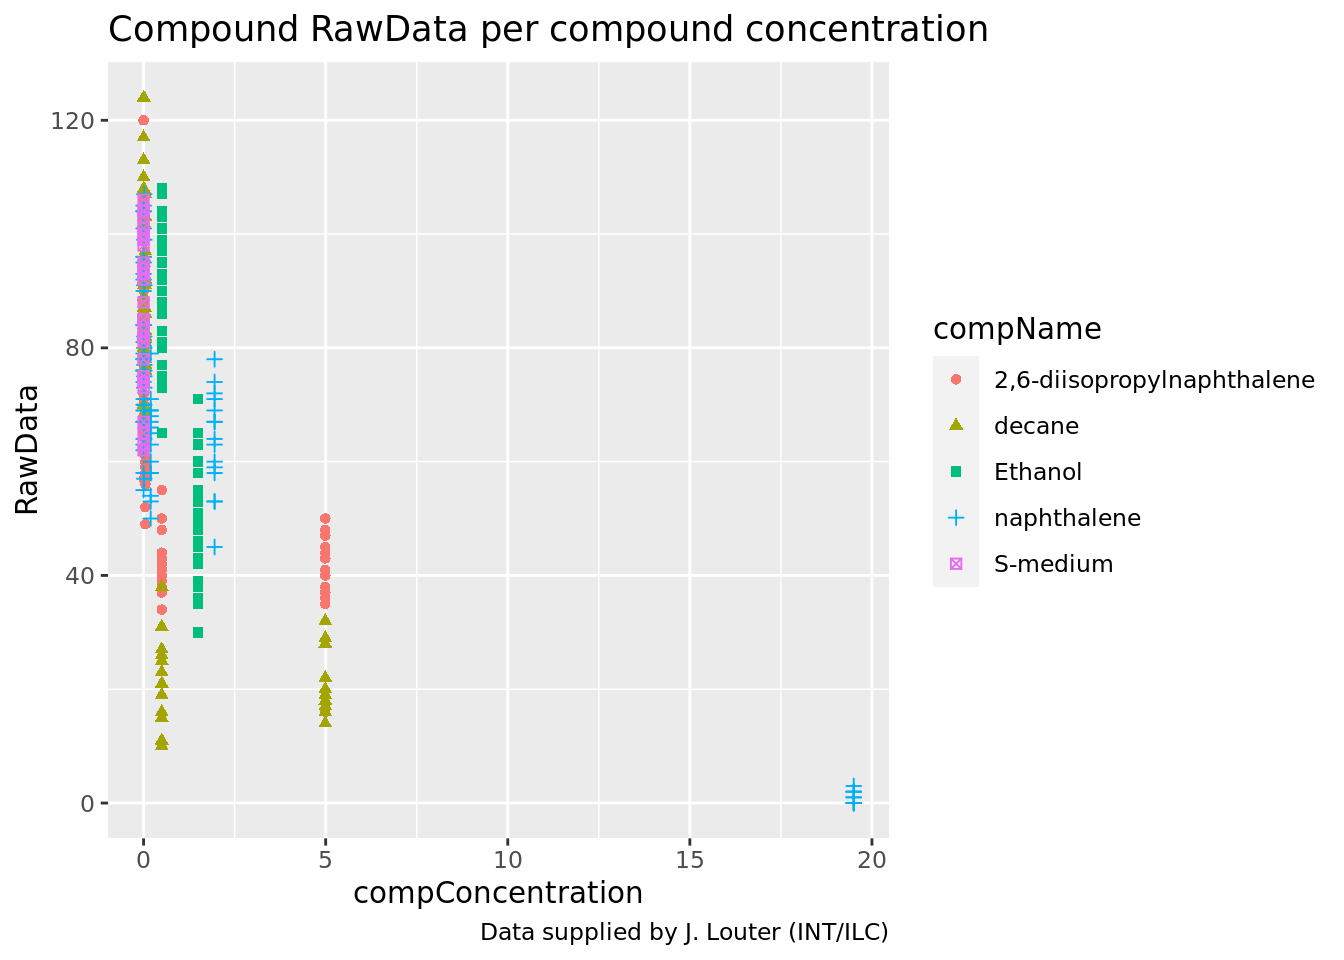 Compound RawData per compound concentration
RawData
120
80
40
0
0 5 10 15 20
compConcentration
Data supplied by J. Louter (INT/ILC)
compName
2,6-diisopropylnaphthalene
decane
Ethanol
naphthalene
S-medium